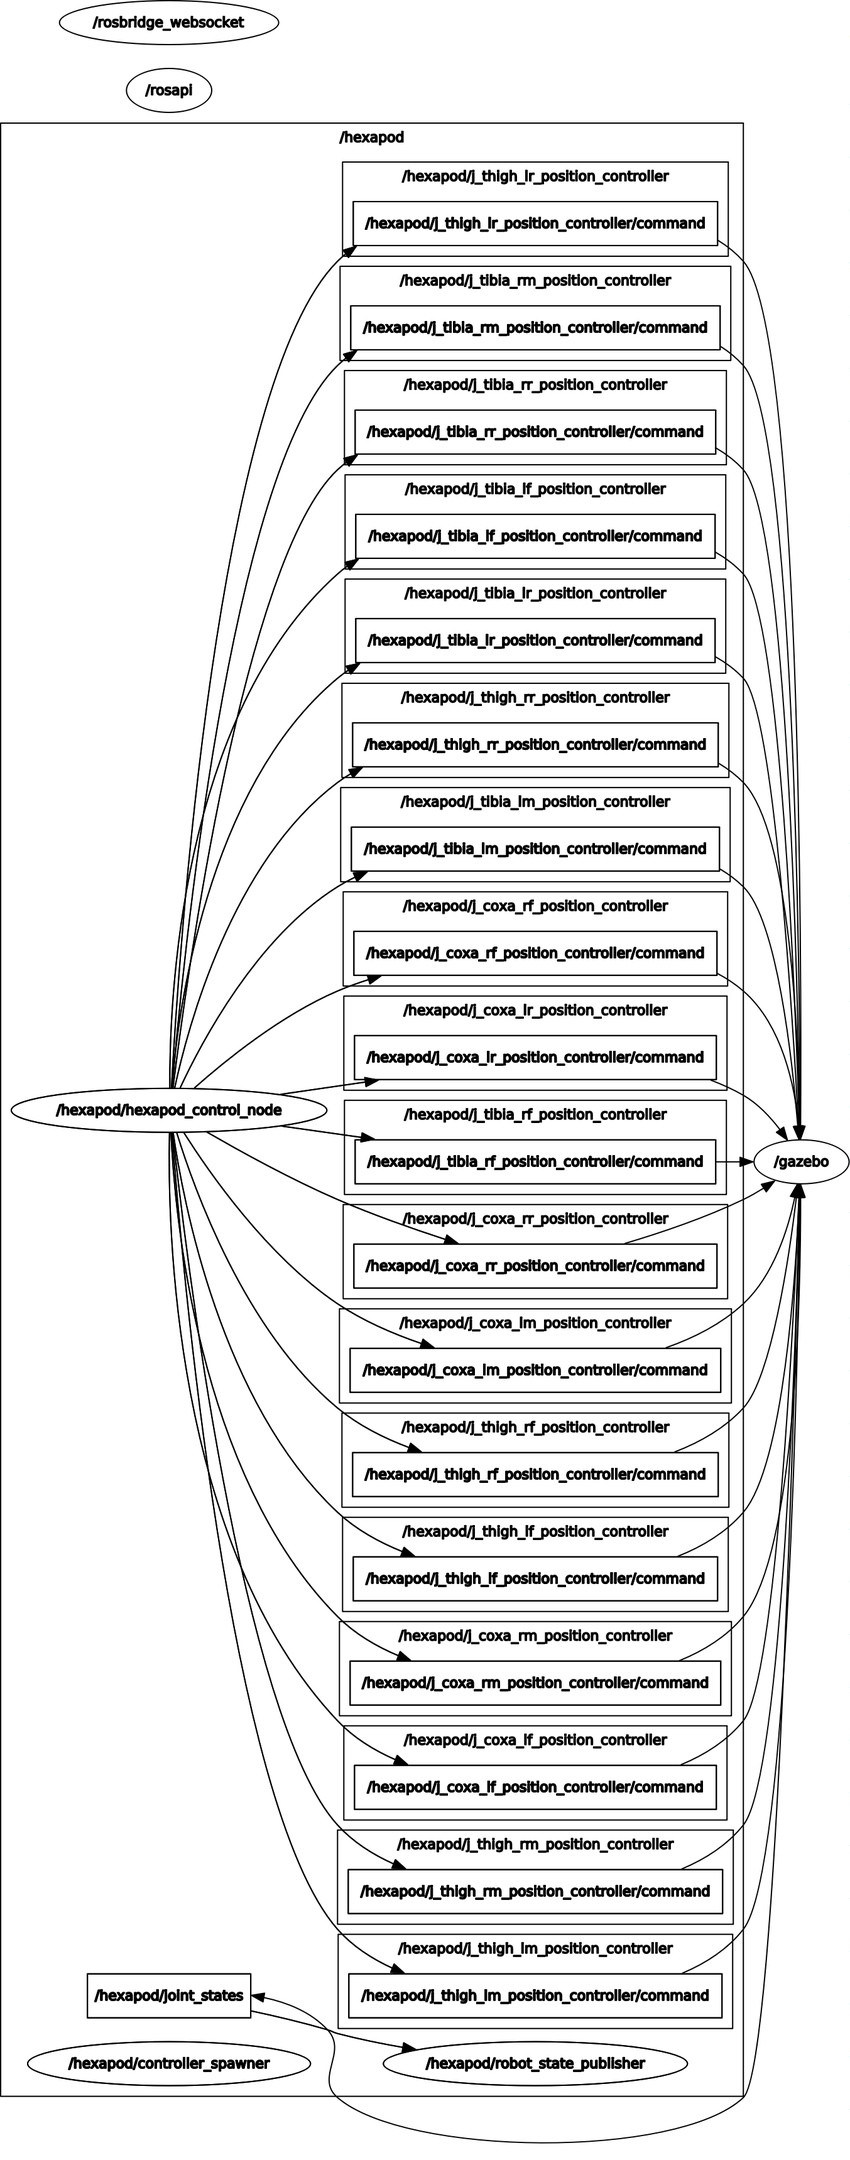 /rosbridge_websocket
/rosapi
/hexapod
/hexapod/j_thigh_lr_position_controller
/hexapod/j_thigh_lr_position_controller/command
/hexapod/j_tibia_rm_position_controller
/hexapod/j_tibia_rm_position_controller/command
/hexapod/j_tibia_rr_position_controller
/hexapod/j_tibia_rr_position_controller/command
/hexapod/j_tibia_lf_position_controller
/hexapod/j_tibia_lf_position_controller/command
/hexapod/j_tibia_lr_position_controller
/hexapod/j_tibia_lr_position_controller/command
/hexapod/j_thigh_rr_position_controller
/hexapod/j_thigh_rr_position_controller/command
/hexapod/j_tibia_lm_position_controller
/hexapod/j_tibia_lm_position_controller/command
/hexapod/j_coxa_rf_position_controller
/hexapod/j_coxa_rf_position_controller/command
/hexapod/j_coxa_lr_position_controller
/hexapod/j_coxa_lr_position_controller/command
/hexapod/hexapod_control_node
/hexapod/j_tibia_rf_position_controller
/hexapod/j_tibia_rf_position_controller/command
/gazebo
/hexapod/j_coxa_rr_position_controller
/hexapod/j_coxa_rr_position_controller/command
/hexapod/j_coxa_lm_position_controller
/hexapod/j_coxa_lm_position_controller/command
/hexapod/j_thigh_rf_position_controller
/hexapod/j_thigh_rf_position_controller/command
/hexapod/j_thigh_lf_position_controller
/hexapod/j_thigh_lf_position_controller/command
/hexapod/j_coxa_rm_position_controller
/hexapod/j_coxa_rm_position_controller/command
/hexapod/j_coxa_lf_position_controller
/hexapod/j_coxa_lf_position_controller/command
/hexapod/j_thigh_rm_position_controller
/hexapod/j_thigh_rm_position_controller/command
/hexapod/j_thigh_lm_position_controller
/hexapod/joint_states
/hexapod/j_thigh_lm_position_controller/command
/hexapod/controller_spawner
/hexapod/robot_state_publisher